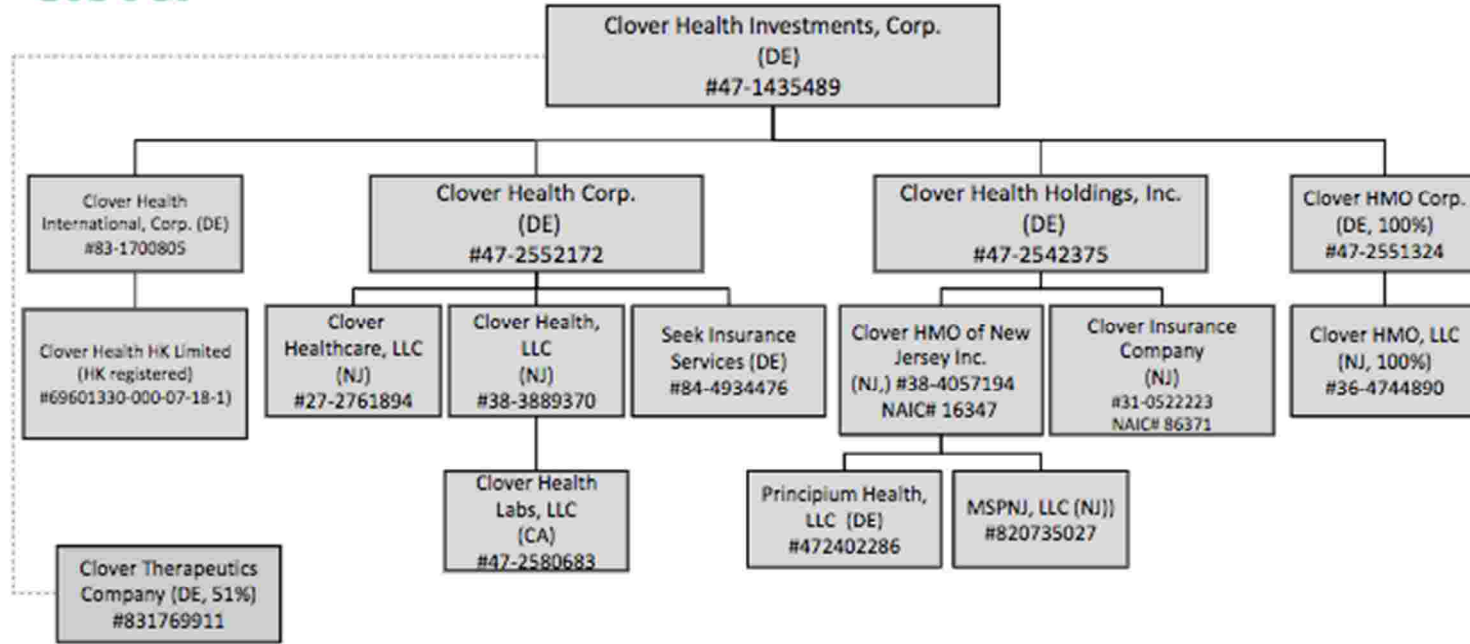 Clover Health Investments, Corp.
(DE)
#47-1435489
Clover Health
International, Corp. (DE)
#83-1700805
Clover Health Corp.
(DE)
#47-2552172
Clover Health Holdings, Inc.
(DE)
#47-2542375
Clover HMO Corp.
(DE, 100%)
#47-2551324
Clover Health HK Limited
(HK registered)
#69601330-000-07-18-1)
Clover
Healthcare, LLC
(NJ)
#27-2761894
Clover Health,
LLC
(NJ)
#38-3889370
Seek Insurance
Services (DE)
#84-4934476
Clover HMO of New
Jersey Inc.
(NJ,) #38-4057194
NAIC# 16347
Clover Insurance
Company
(NJ)
#31-0522223
NAIC# 86371
Clover HMO, LLC
(NJ, 100%)
#36-4744890
Clover Health
Labs, LLC
(CA)
#47-2580683
Principium Health,
LLC (DE)
#472402286
MSPNJ, LLC (NJ))
#820735027
Clover Therapeutics
Company (DE, 51%)
#831769911